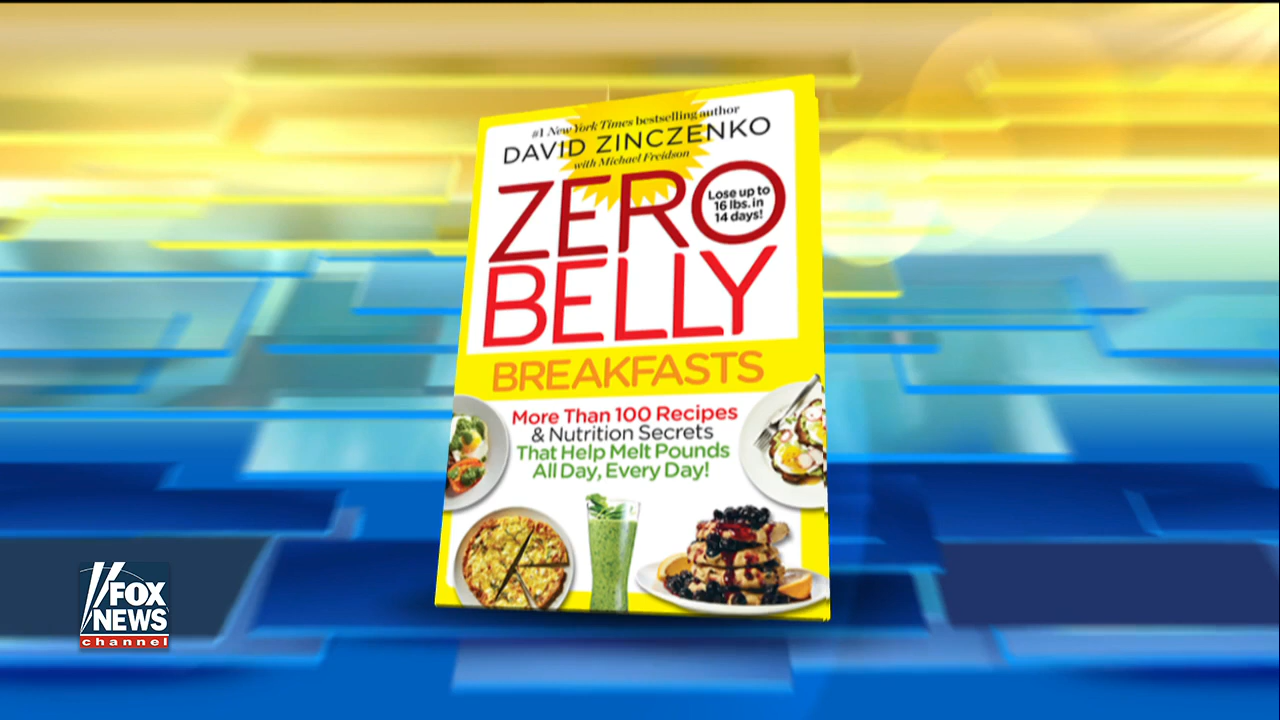 #1 New York Times bestselling author
DAVID ZINCZENKO
with Michael Freidson
ZERO
Lose up to
16 lbs. in
14 days!
BELLY
BREAKFASTS
More Than 100 Recipes
& Nutrition Secrets
That Help Melt Pounds
All Day, Every Day!
FOX
NEWS
channel